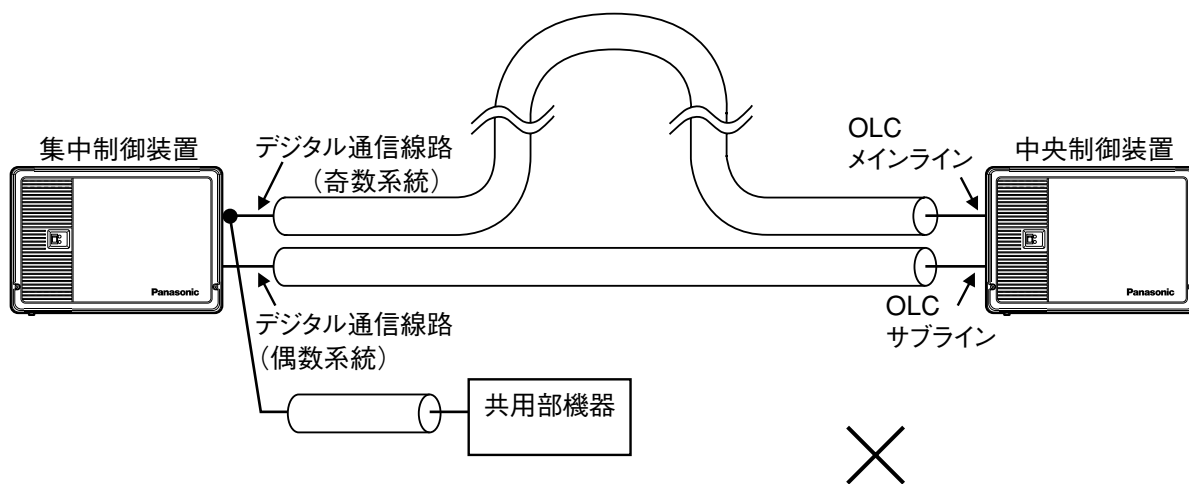 集中制御装置
デジタル通信線路
（奇数系統）
OLC
メインライン
中央制御装置
Panasonic
Panasonic
デジタル通信線路
（偶数系統）
OLC
サブライン
共用部機器